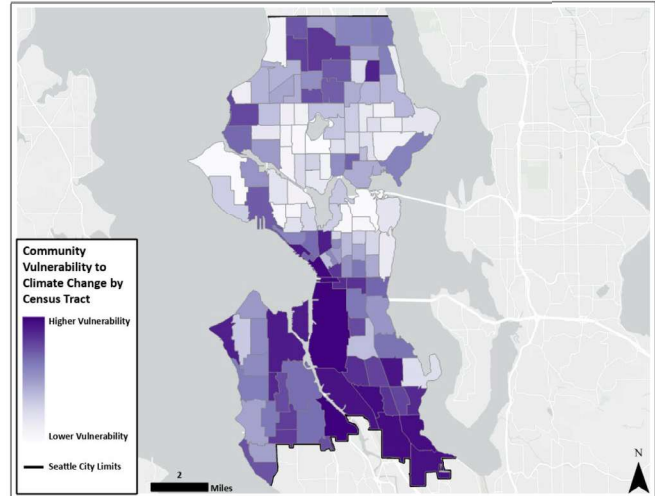 Community
Vulnerability to
Climate Change by
Census Tract
Higher Vulnerability
Lower Vulnerability
Seattle City Limits
2
Miles
N